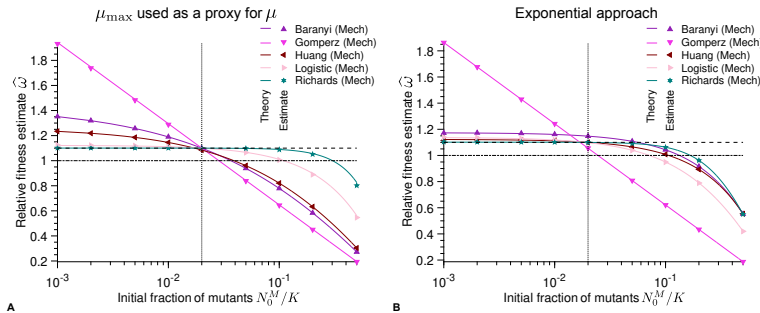 μmax used as a proxy for μ
Baranyi (Mech)
Gomperz (Mech)
Huang (Mech)
Logistic (Mech)
Richards (Mech)
Theory
Estimate
Relative fitness estimate ω̂
1.8
1.6
1.4
1.2
1
0.8
0.6
0.4
0.2
10⁻³
10⁻²
10⁻¹
Initial fraction of mutants N₀ᴹ/K
A
Exponential approach
Baranyi (Mech)
Gomperz (Mech)
Huang (Mech)
Logistic (Mech)
Richards (Mech)
Theory
Estimate
Relative fitness estimate ω̂
1.8
1.6
1.4
1.2
1.0
0.8
0.6
0.4
0.2
10⁻³
10⁻²
10⁻¹
Initial fraction of mutants N₀ᴹ/K
B